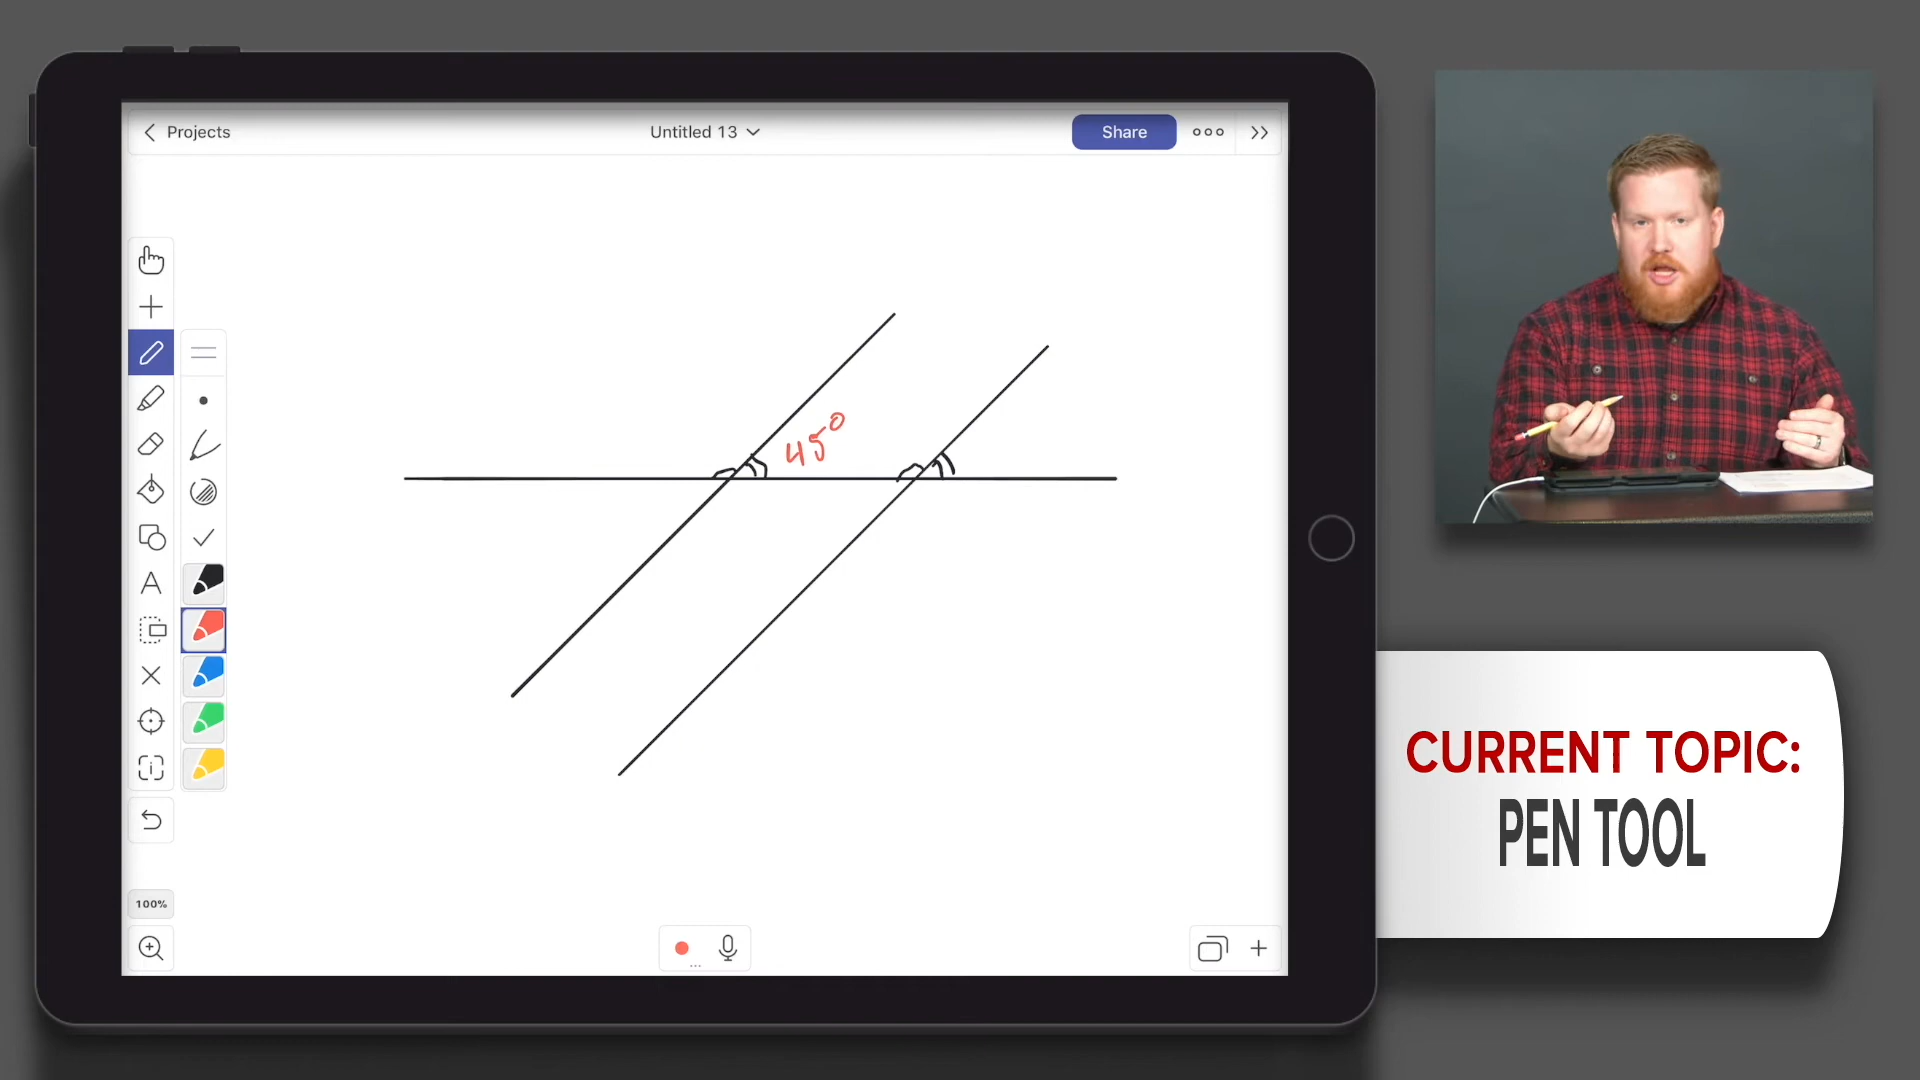 Projects
Untitled 13
Share
45°
A
100%
CURRENT TOPIC:
PEN TOOL